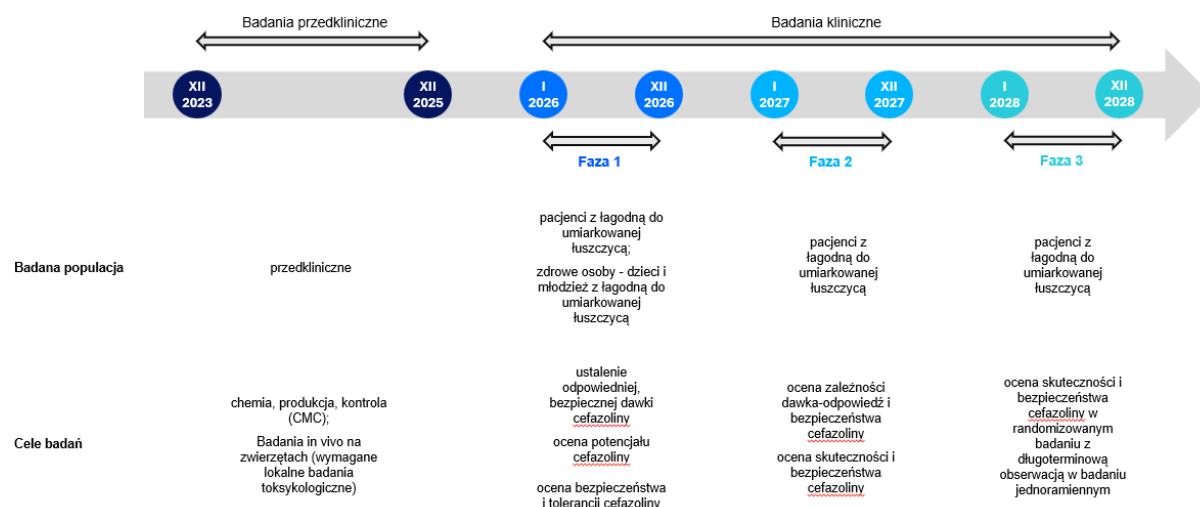 Badania przedkliniczne
Badania kliniczne
XII
2023
XII
2025
I
2026
XII
2026
I
2027
XII
2027
I
2028
XII
2028
Faza 1
Faza 2
Faza 3
Badana populacja
przedkliniczne
pacjenci z łagodną do
umiarkowanej
łuszczycą;
zdrowe osoby - dzieci i
młodzież z łagodną do
umiarkowanej
łuszczycą
pacjenci z
łagodną do
umiarkowanej
łuszczycą
pacjenci z
łagodną do
umiarkowanej
łuszczycą
Cele badań
chemia, produkcja, kontrola
(CMC);
Badania in vivo na
zwierzętach (wymagane
lokalne badania
toksykologiczne)
ustalenie
odpowiedniej,
bezpiecznej dawki
cefazoliny
ocena potencjału
cefazoliny
ocena bezpieczeństwa
i tolerancji cefazoliny
ocena zależności
dawka-odpowiedź i
bezpieczeństwa
cefazoliny
ocena skuteczności i
bezpieczeństwa
cefazoliny
ocena skuteczności i
bezpieczeństwa
cefazoliny w
randomizowanym
badaniu z
długoterminową
obserwacją w badaniu
jednoramiennym